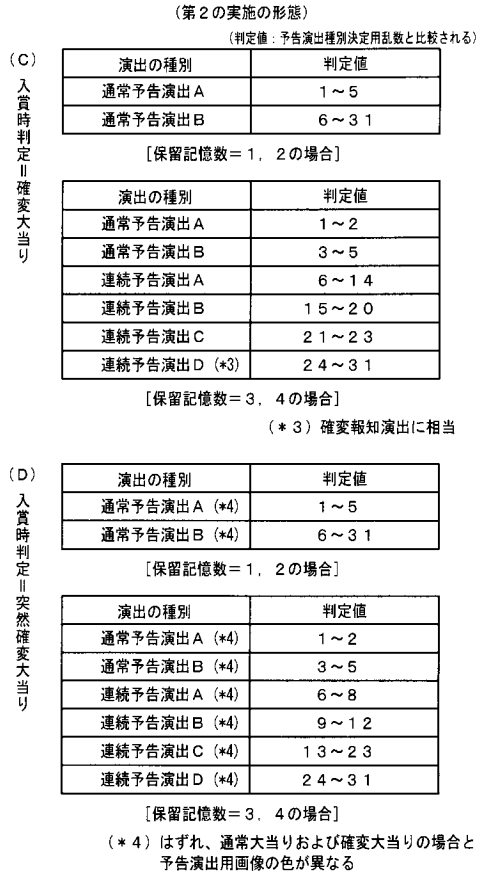 (第2の実施の形態)
(判定値：予告演出種別決定用乱数と比較される)
(C)
入賞時判定＝確変大当り
演出の種別 判定値
通常予告演出A 1～5
通常予告演出B 6～31
[保留記憶数＝1，2の場合]
演出の種別 判定値
通常予告演出A 1～2
通常予告演出B 3～5
連続予告演出A 6～14
連続予告演出B 15～20
連続予告演出C 21～23
連続予告演出D (*3) 24～31
[保留記憶数＝3，4の場合]
(＊3) 確変報知演出に相当
(D)
入賞時判定＝突然確変大当り
演出の種別 判定値
通常予告演出A (*4) 1～5
通常予告演出B (*4) 6～31
[保留記憶数＝1，2の場合]
演出の種別 判定値
通常予告演出A (*4) 1～2
通常予告演出B (*4) 3～5
連続予告演出A (*4) 6～8
連続予告演出B (*4) 9～12
連続予告演出C (*4) 13～23
連続予告演出D (*4) 24～31
[保留記憶数＝3，4の場合]
(＊4) はずれ、通常大当りおよび確変大当りの場合と
予告演出用画像の色が異なる